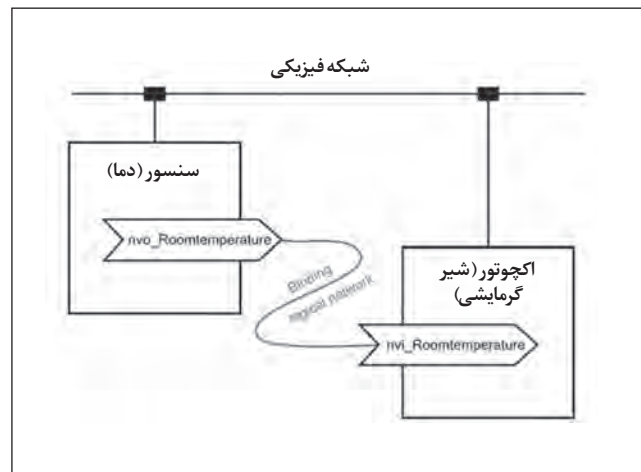 شبکه فیزیکی
سنسور (دما)
nvo_Roomtemperature
Binding
logical network
اکچوتور (شیر
گرمایشی)
nvi_Roomtemperature